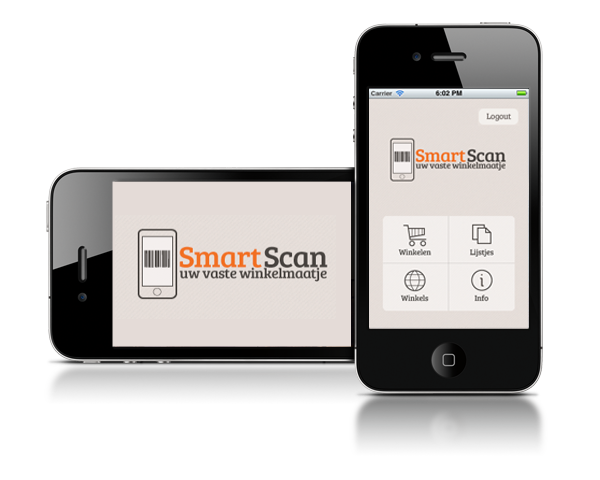 SmartScan
uw vaste winkelmaatje
Carrier 6:02 PM
Logout
SmartScan
uw vaste winkelmaatje
Winkelen Lijstjes
Winkels Info